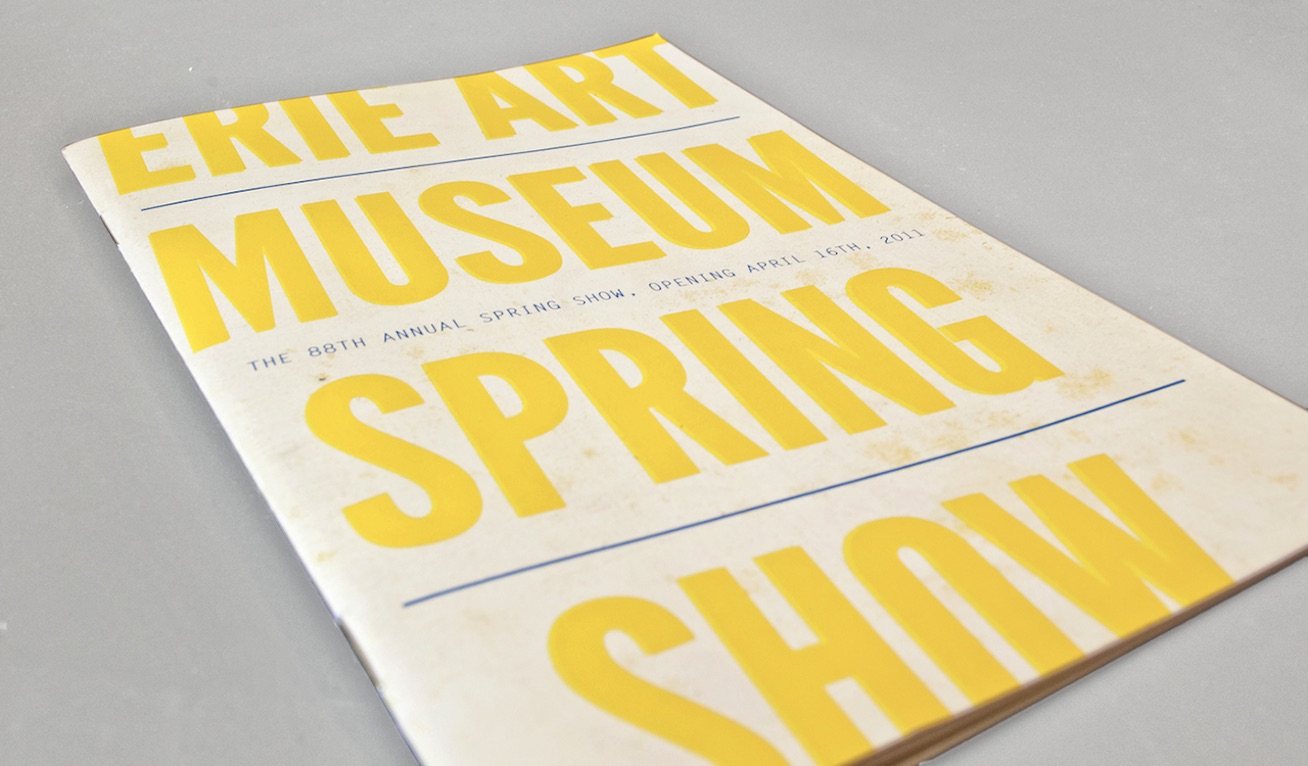 ERIE ART
MUSEUM
THE 88TH ANNUAL SPRING SHOW, OPENING APRIL 16TH, 2011
SPRING
SHOW